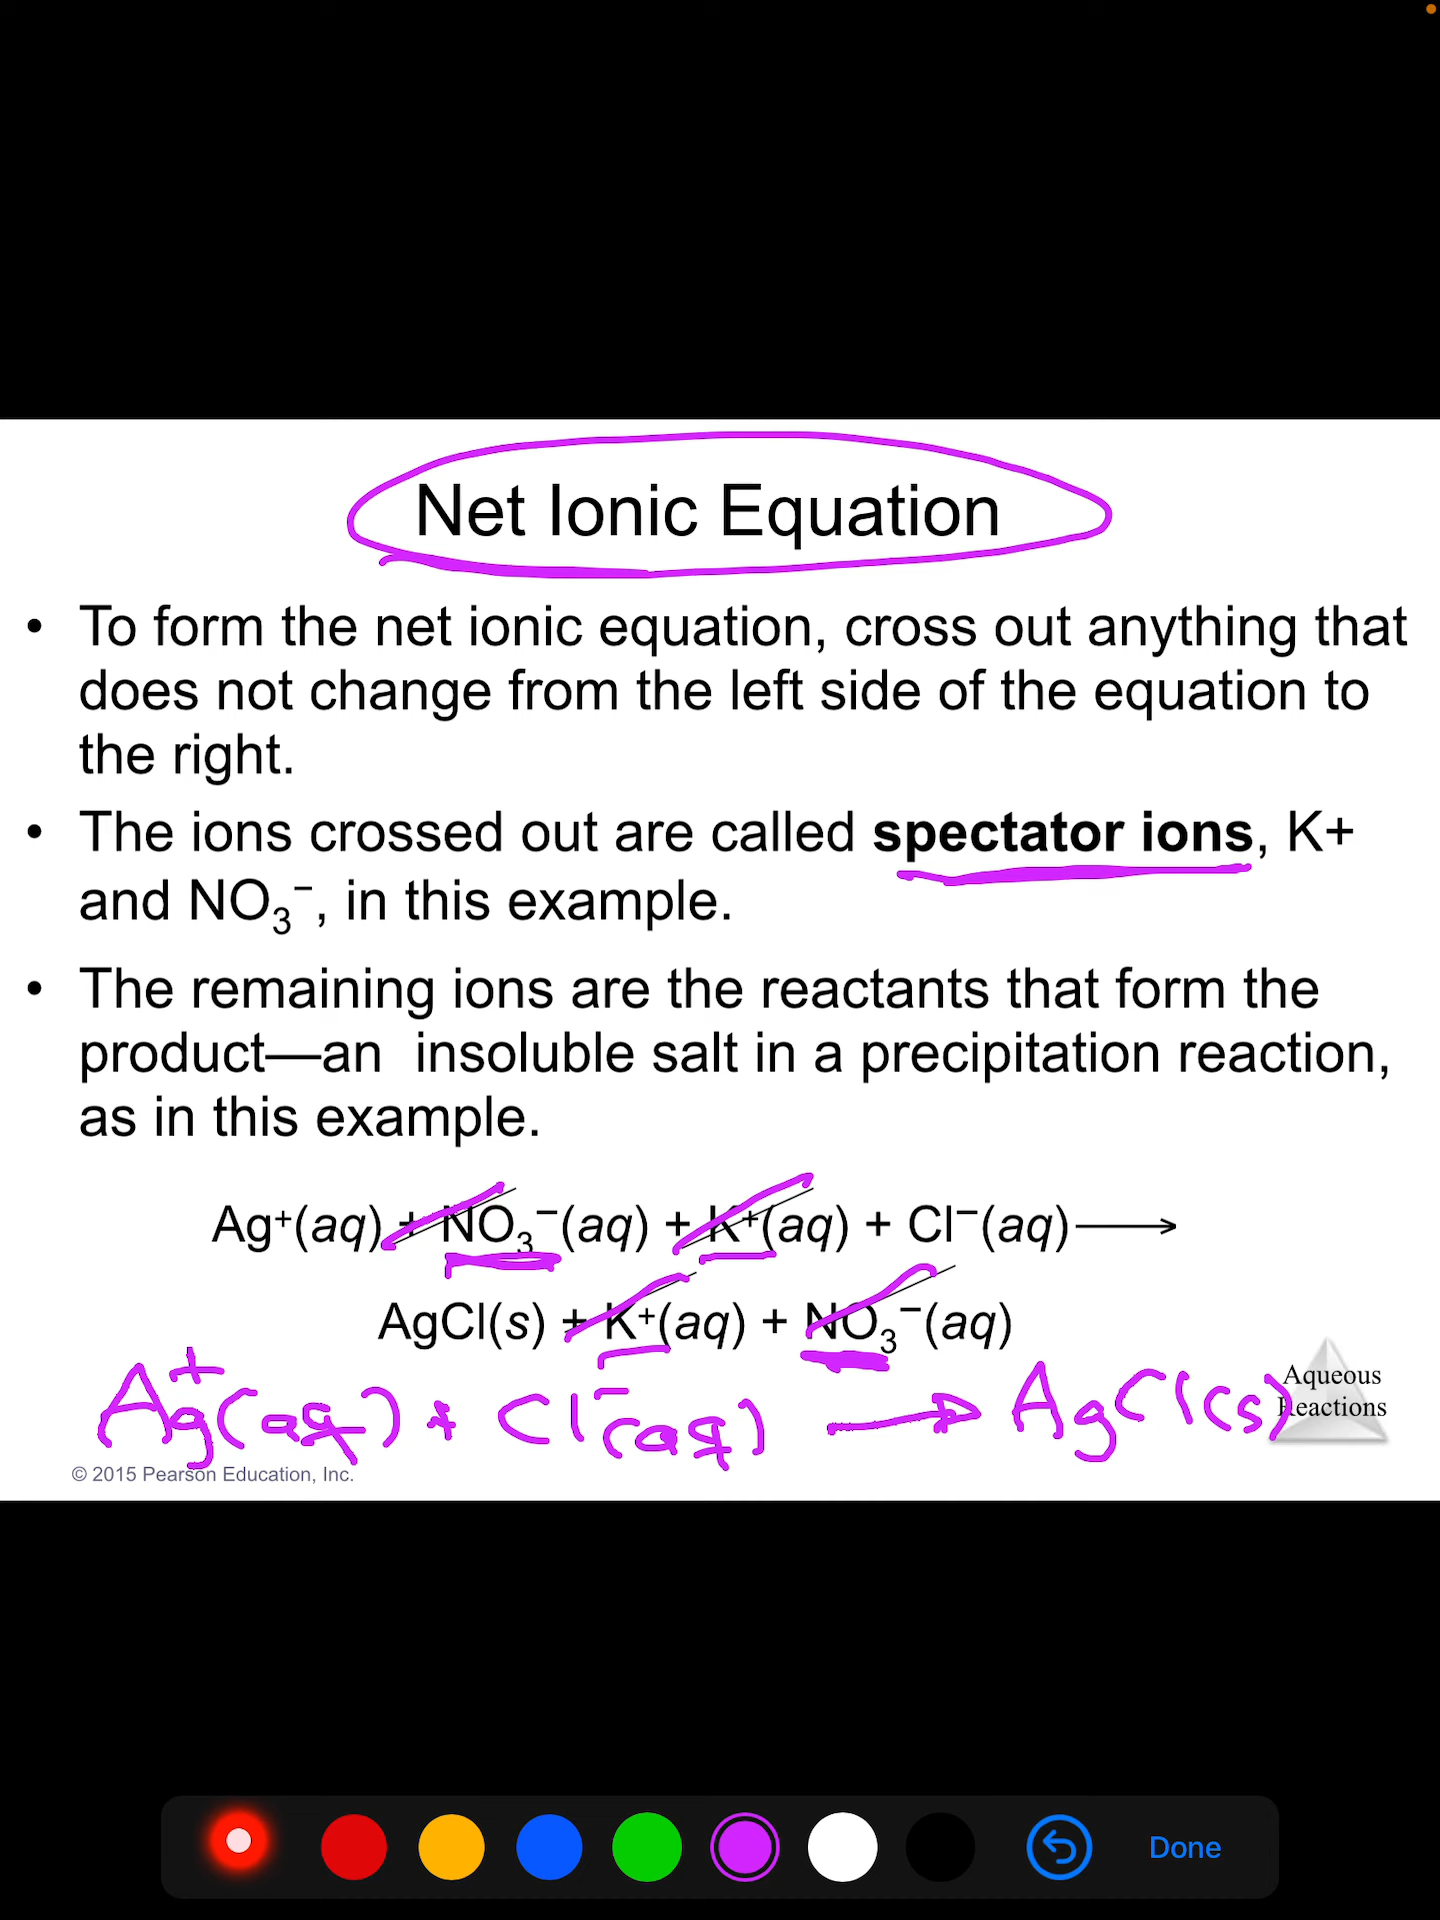 Net Ionic Equation
• To form the net ionic equation, cross out anything that
does not change from the left side of the equation to
the right.
• The ions crossed out are called spectator ions, K+
and NO₃⁻, in this example.
• The remaining ions are the reactants that form the
product—an insoluble salt in a precipitation reaction,
as in this example.
Ag⁺(aq) + NO₃⁻(aq) + K⁺(aq) + Cl⁻(aq) ⟶
AgCl(s) + K⁺(aq) + NO₃⁻(aq)
Ag⁺(aq) + Cl⁻(aq) → AgCl(s)
Aqueous
Reactions
© 2015 Pearson Education, Inc.
Done